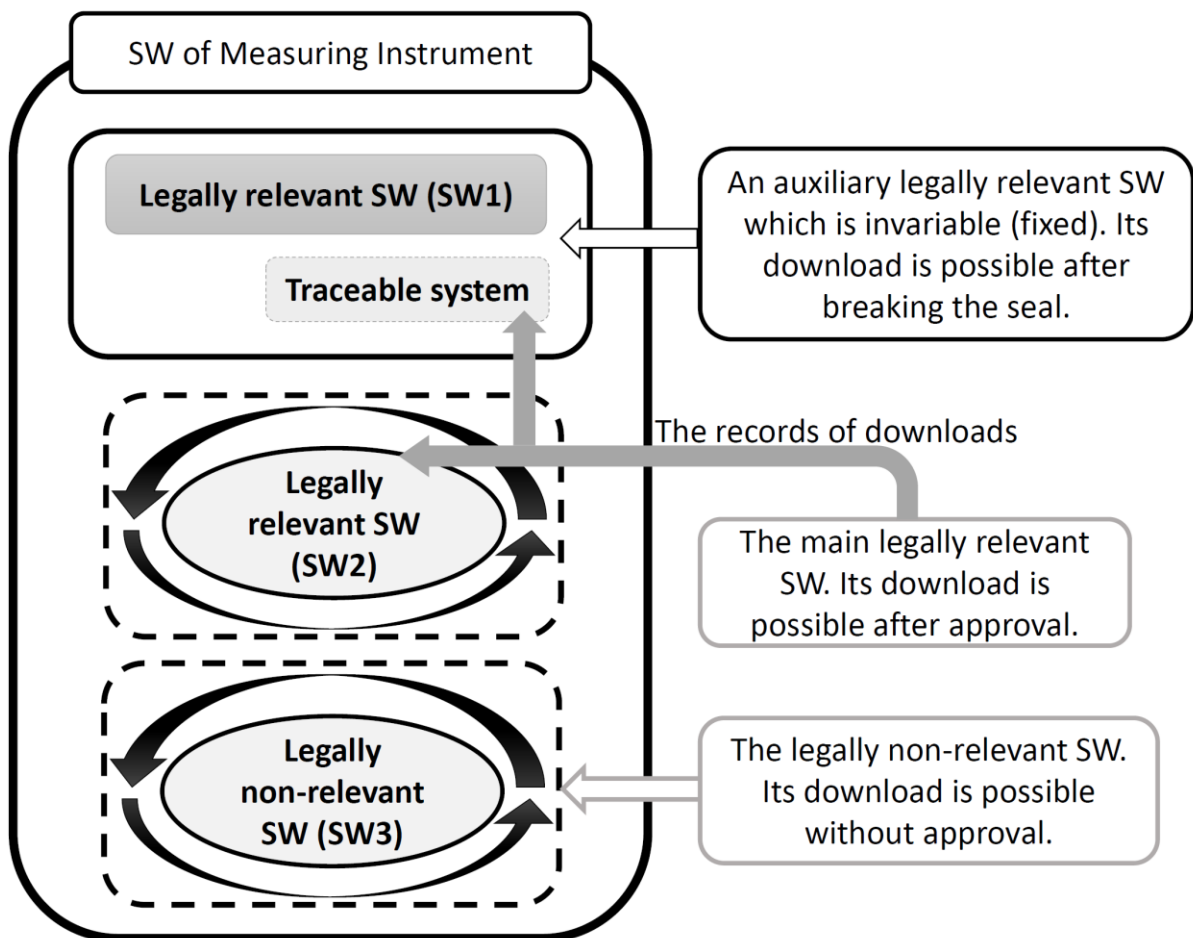 SW of Measuring Instrument
Legally relevant SW (SW1)
Traceable system
An auxiliary legally relevant SW
which is invariable (fixed). Its
download is possible after
breaking the seal.
The records of downloads
Legally
relevant SW
(SW2)
The main legally relevant
SW. Its download is
possible after approval.
Legally
non-relevant
SW (SW3)
The legally non-relevant SW.
Its download is possible
without approval.